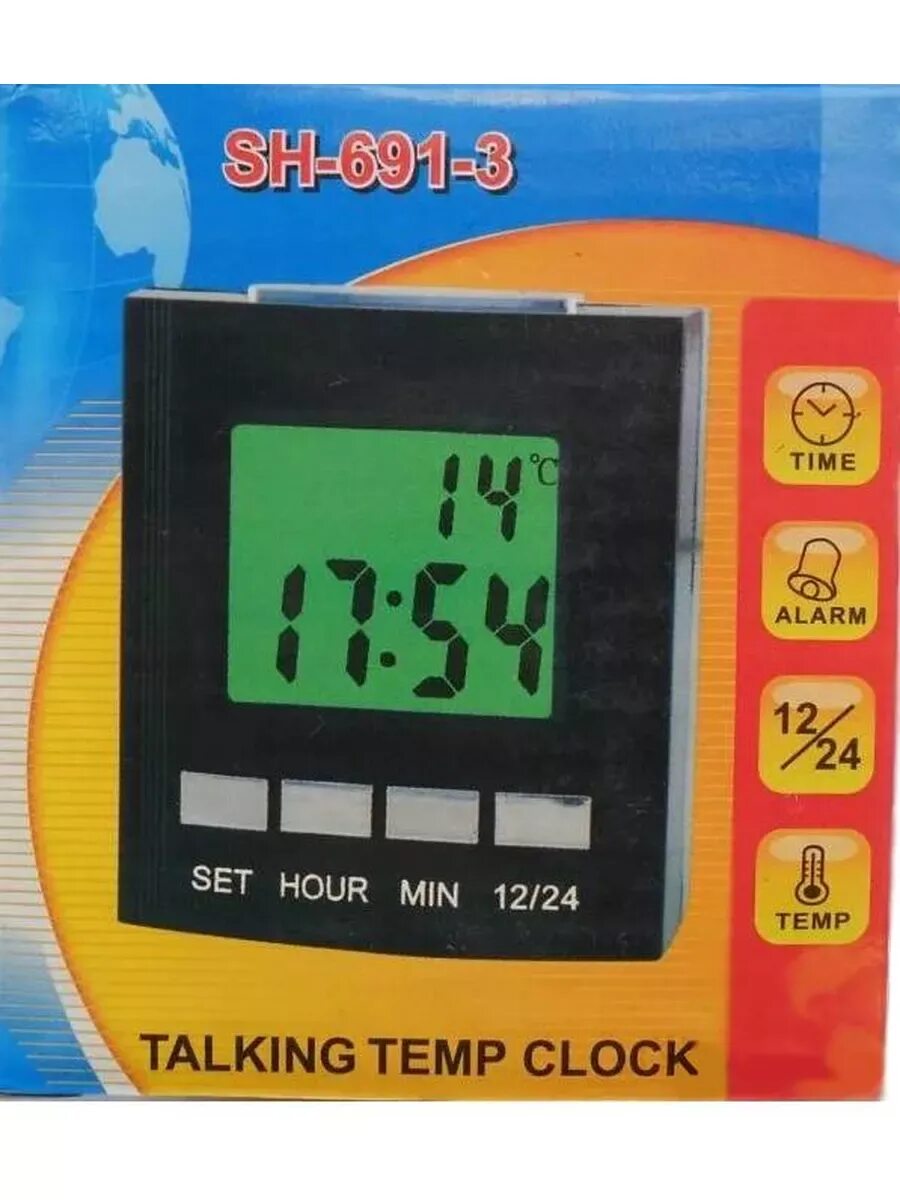 SH-691-3
14 °C
17:54
SET HOUR MIN 12/24
TIME
ALARM
12/24
TEMP
TALKING TEMP CLOCK